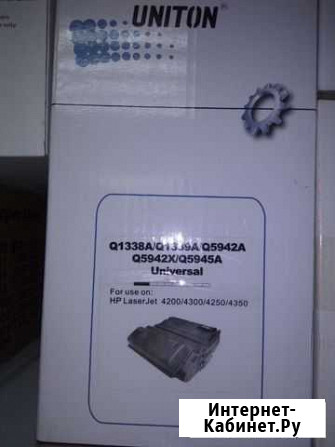 UNITON
Q1338A/Q1339A/Q5942A
Q5942X/Q5945A
Universal
For use on:
HP LaserJet 4200/4300/4250/4350
Интернет-
Кабинет.Ру